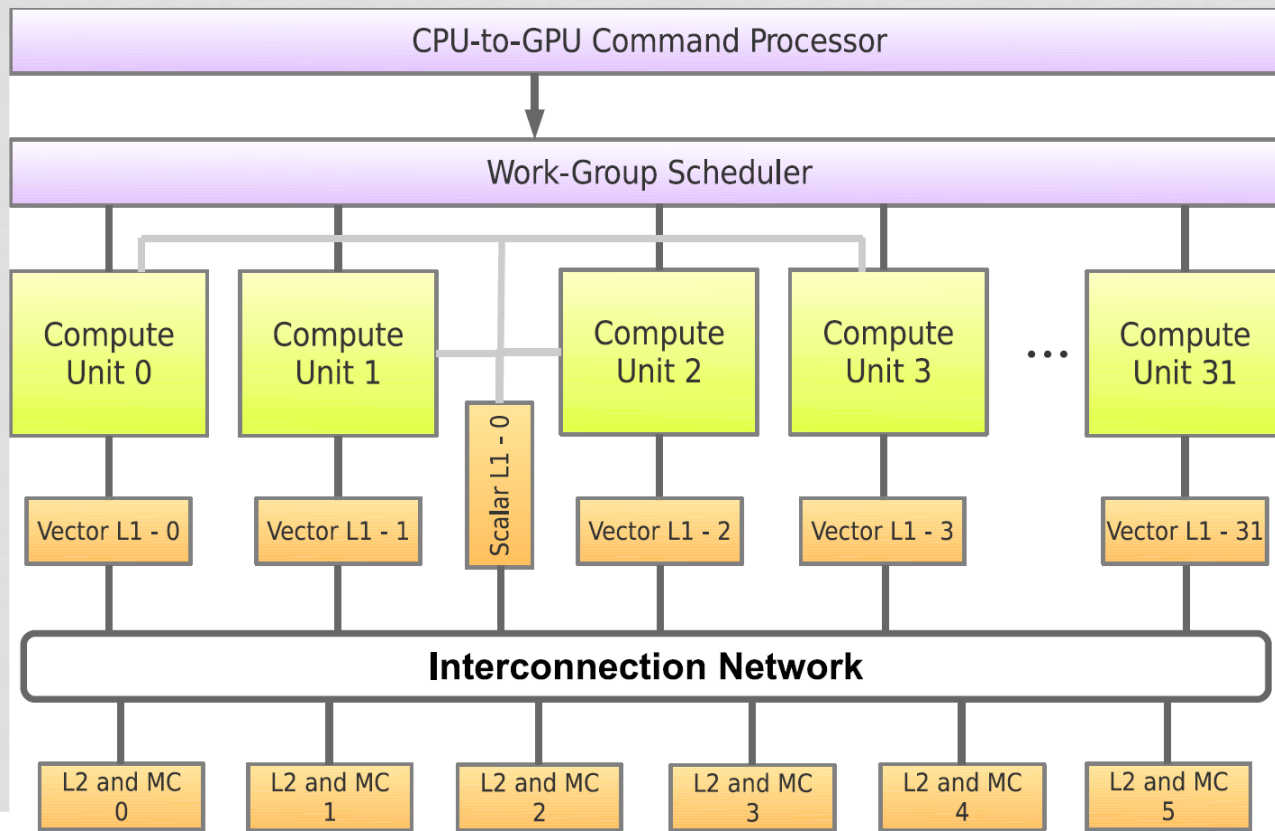 CPU-to-GPU Command Processor
Work-Group Scheduler
Compute
Unit 0
Compute
Unit 1
Compute
Unit 2
Compute
Unit 3
...
Compute
Unit 31
Scalar L1 - 0
Vector L1 - 0
Vector L1 - 1
Vector L1 - 2
Vector L1 - 3
Vector L1 - 31
Interconnection Network
L2 and MC
0
L2 and MC
1
L2 and MC
2
L2 and MC
3
L2 and MC
4
L2 and MC
5